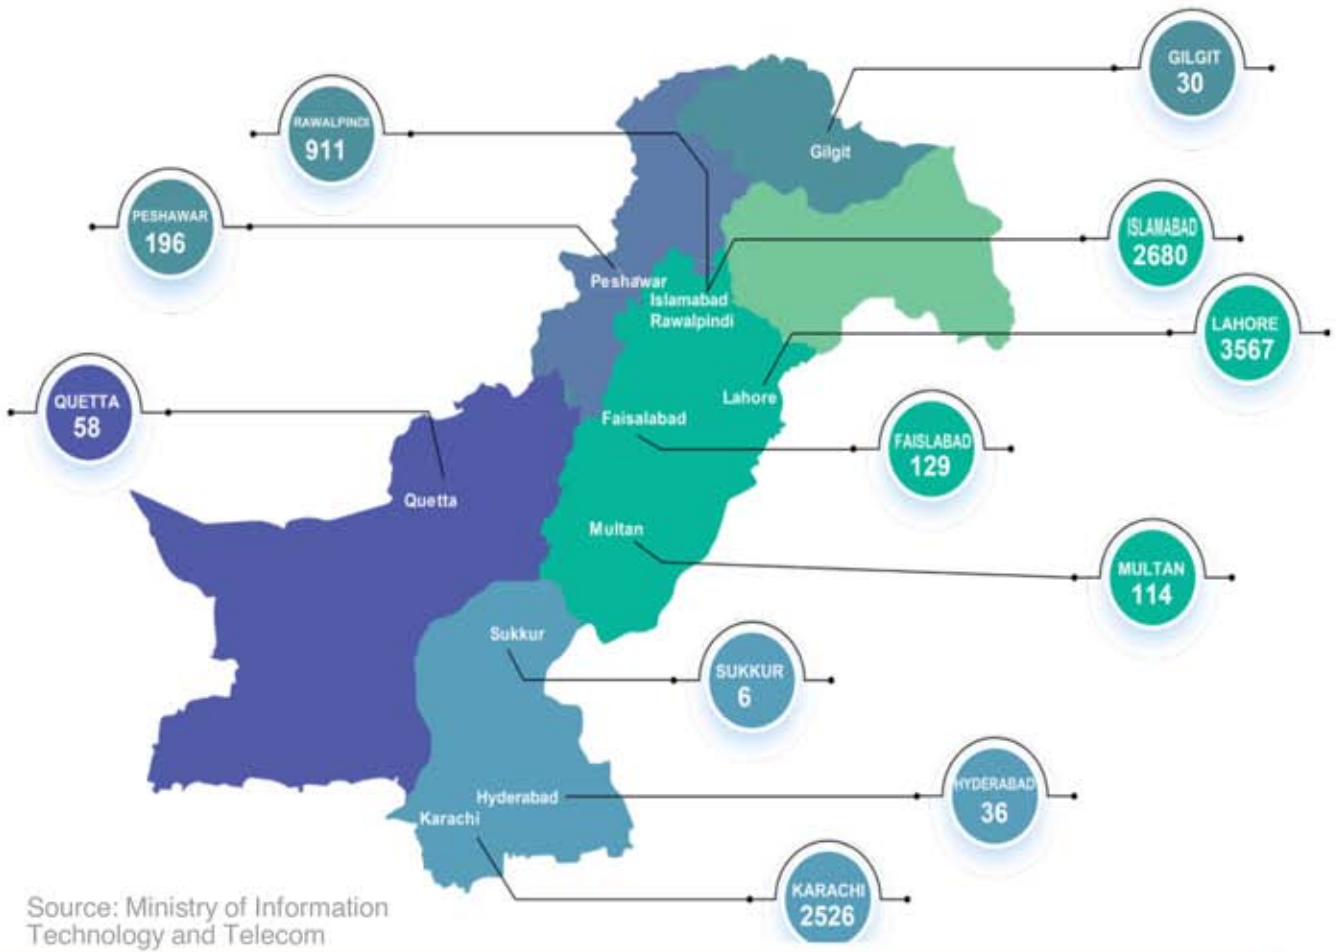 GILGIT
30
RAWALPINDI
911
Gilgit
PESHAWAR
196
ISLAMABAD
2680
Peshawar
Islamabad
Rawalpindi
LAHORE
3567
QUETTA
58
Lahore
Faisalabad
FAISLABAD
129
Quetta
Multan
MULTAN
114
Sukkur
SUKKUR
6
Hyderabad
HYDERABAD
36
Karachi
KARACHI
2526
Source: Ministry of Information
Technology and Telecom